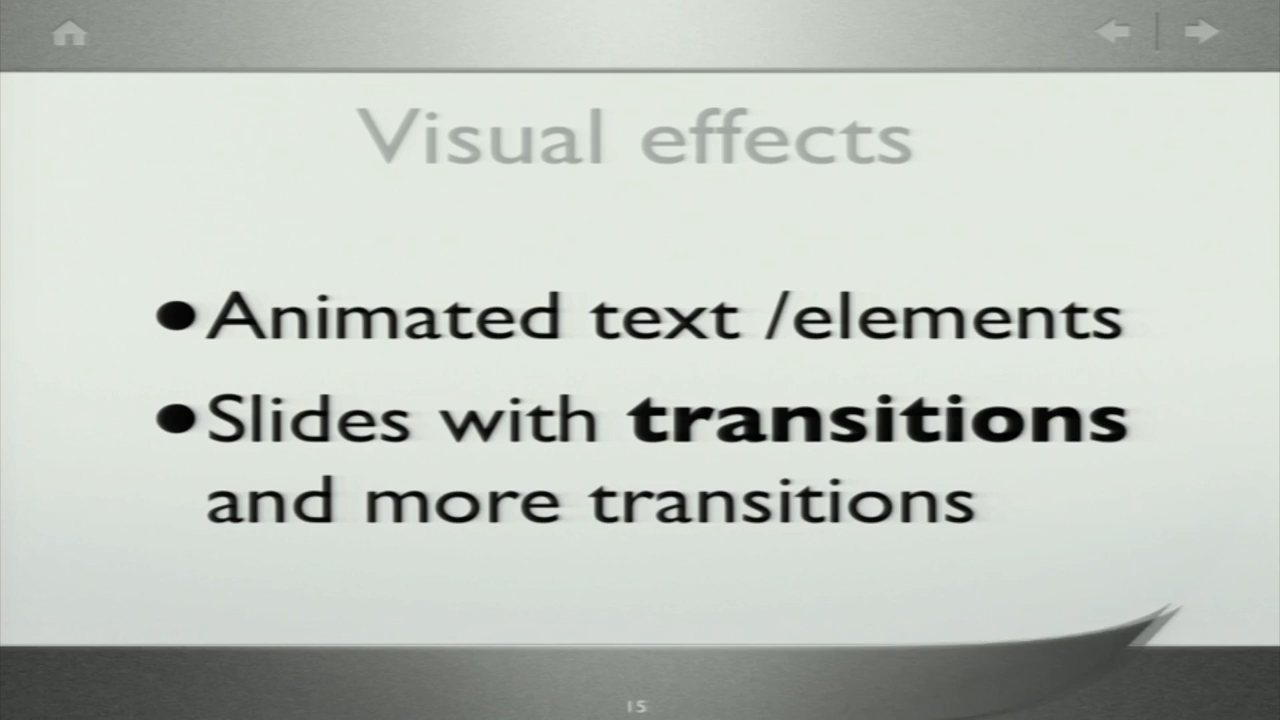 Visual effects
•Animated text /elements
•Slides with transitions
and more transitions
15